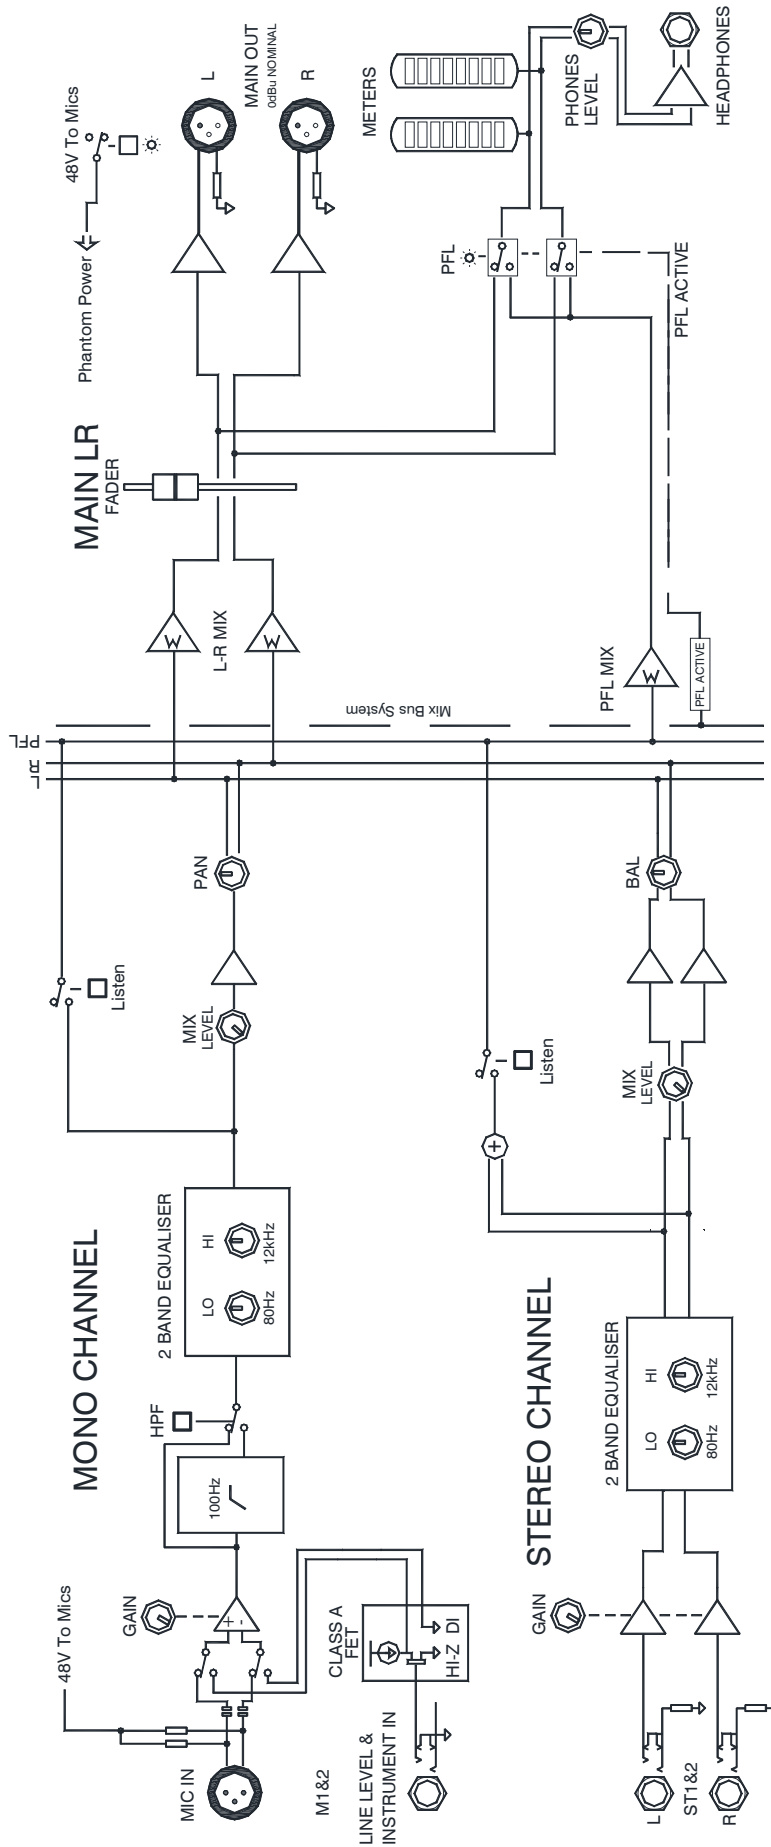 MONO CHANNEL
48V To Mics
MIC IN
GAIN
+
-
100Hz
HPF
2 BAND EQUALISER
LO
HI
80Hz
12kHz
MIX
LEVEL
Listen
PAN
M1&2
LINE LEVEL &
INSTRUMENT IN
CLASS A
FET
HI-Z
DI
STEREO CHANNEL
GAIN
L
ST1&2
R
2 BAND EQUALISER
LO
HI
80Hz
12kHz
+
Listen
MIX
LEVEL
BAL
L
R
PFL
Mix Bus System
L-R MIX
MAIN LR
FADER
Phantom Power
48V To Mics
L
MAIN OUT
0dBu NOMINAL
R
METERS
PFL
PHONES
LEVEL
HEADPHONES
PFL MIX
PFL ACTIVE
PFL ACTIVE